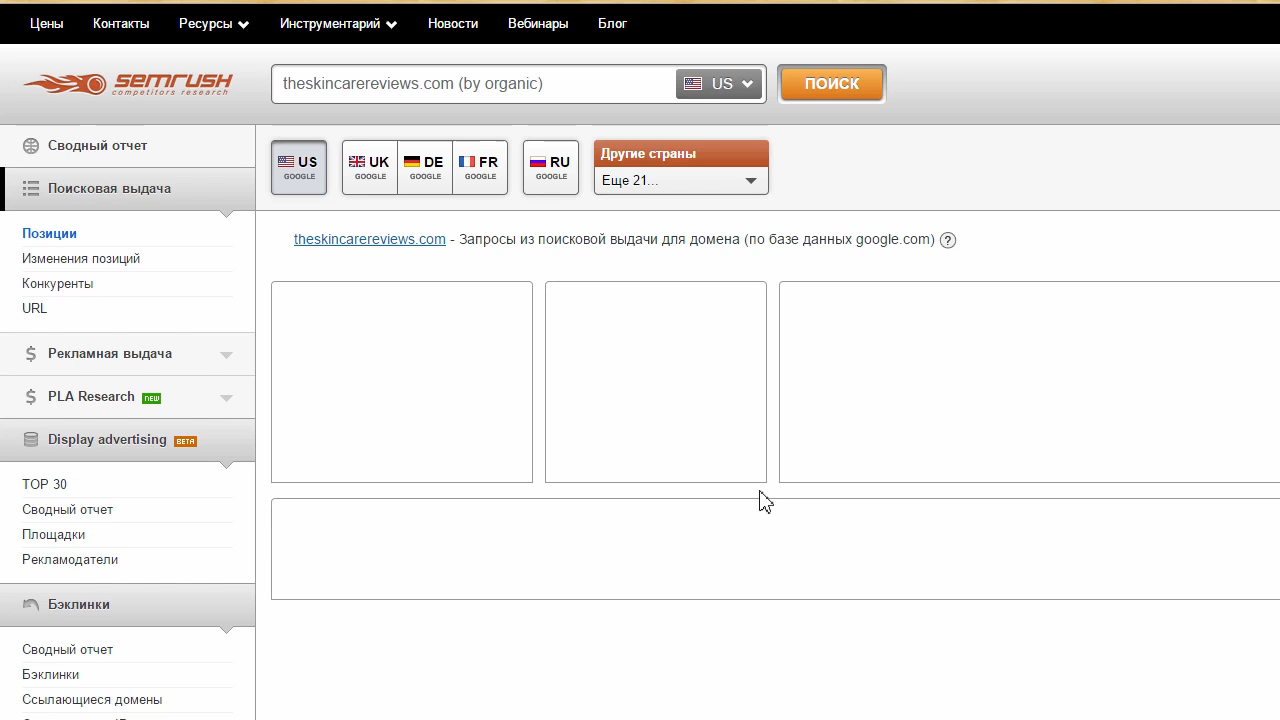 Цены Контакты Ресурсы Инструментарий Новости Вебинары Блог
semrush
competitors research
theskincarereviews.com (by organic) US ПОИСК
Сводный отчет
Поисковая выдача
Позиции
Изменения позиций
Конкуренты
URL
Рекламная выдача
PLA Research NEW
Display advertising BETA
TOP 30
Сводный отчет
Площадки
Рекламодатели
Бэклинки
Сводный отчет
Бэклинки
Ссылающиеся домены
US GOOGLE
UK GOOGLE
DE GOOGLE
FR GOOGLE
RU GOOGLE
Другие страны
Еще 21...
theskincarereviews.com - Запросы из поисковой выдачи для домена (по базе данных google.com) ?